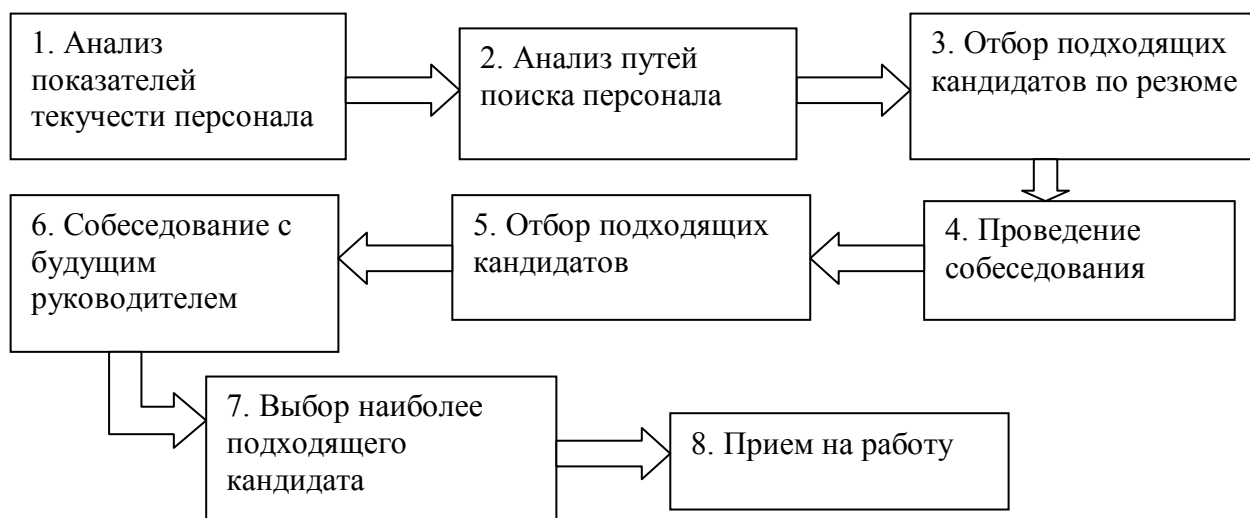 1. Анализ
показателей
текучести персонала
2. Анализ путей
поиска персонала
3. Отбор подходящих
кандидатов по резюме
4. Проведение
собеседования
5. Отбор подходящих
кандидатов
6. Собеседование с
будущим
руководителем
7. Выбор наиболее
подходящего
кандидата
8. Прием на работу